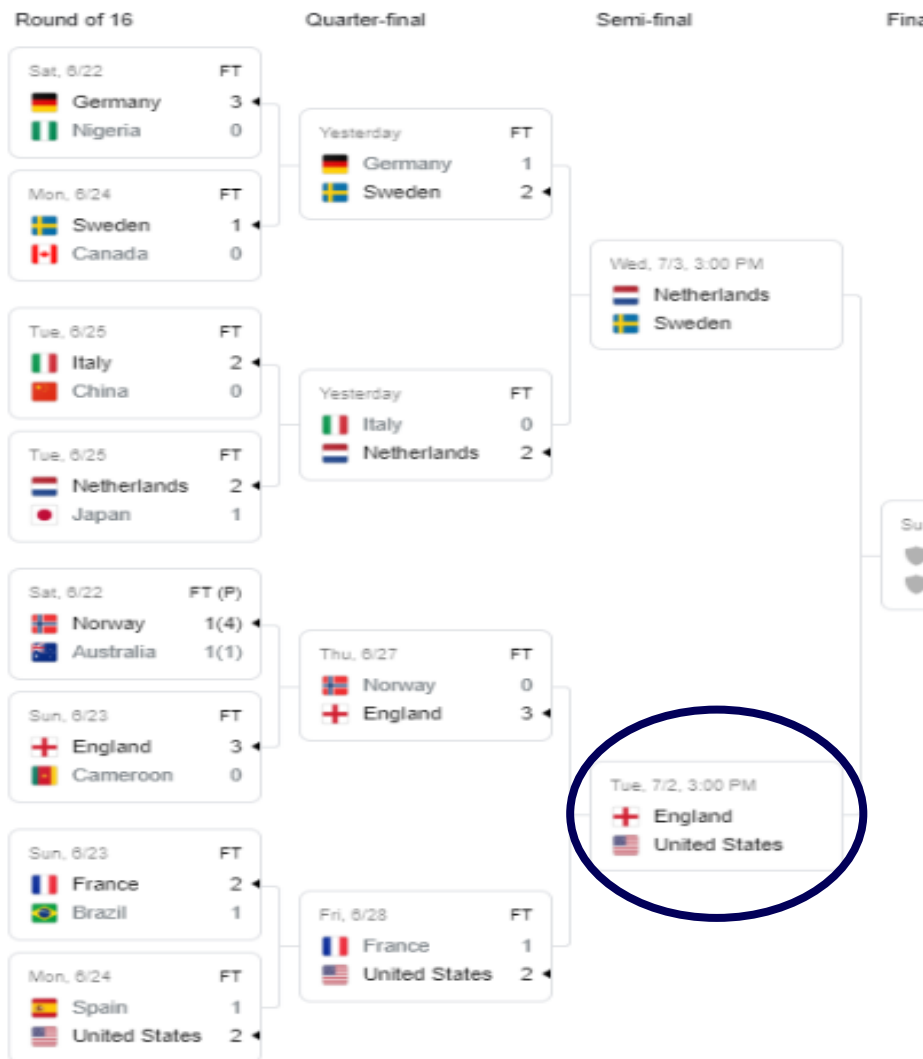 Round of 16
Quarter-final
Semi-final
Fina
Sat, 6/22 FT
Germany 3
Nigeria 0
Mon, 6/24 FT
Sweden 1
Canada 0
Tue, 6/25 FT
Italy 2
China 0
Tue, 6/25 FT
Netherlands 2
Japan 1
Sat, 6/22 FT (P)
Norway 1(4)
Australia 1(1)
Sun, 6/23 FT
England 3
Cameroon 0
Sun, 6/23 FT
France 2
Brazil 1
Mon, 6/24 FT
Spain 1
United States 2
Yesterday FT
Germany 1
Sweden 2
Yesterday FT
Italy 0
Netherlands 2
Thu, 6/27 FT
Norway 0
England 3
Fri, 6/28 FT
France 1
United States 2
Wed, 7/3, 3:00 PM
Netherlands
Sweden
Tue, 7/2, 3:00 PM
England
United States
Su